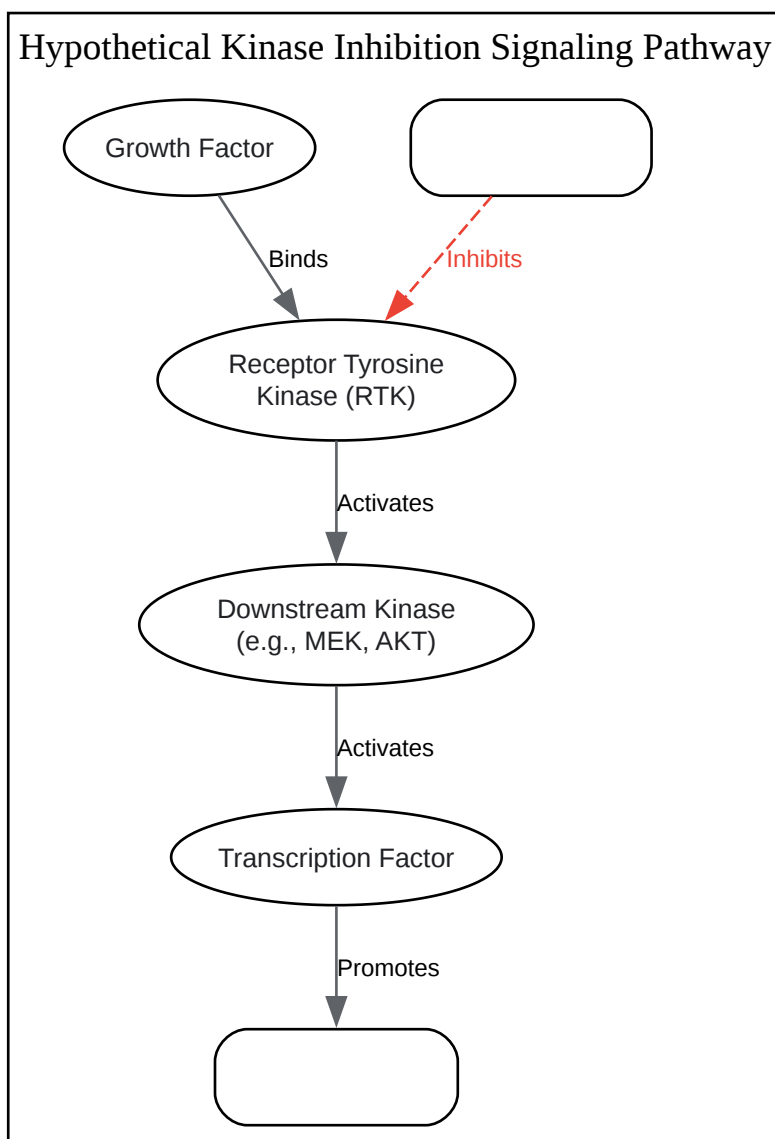 Hypothetical Kinase Inhibition Signaling Pathway
Growth Factor
Binds
Inhibits
Receptor Tyrosine
Kinase (RTK)
Activates
Downstream Kinase
(e.g., MEK, AKT)
Activates
Transcription Factor
Promotes